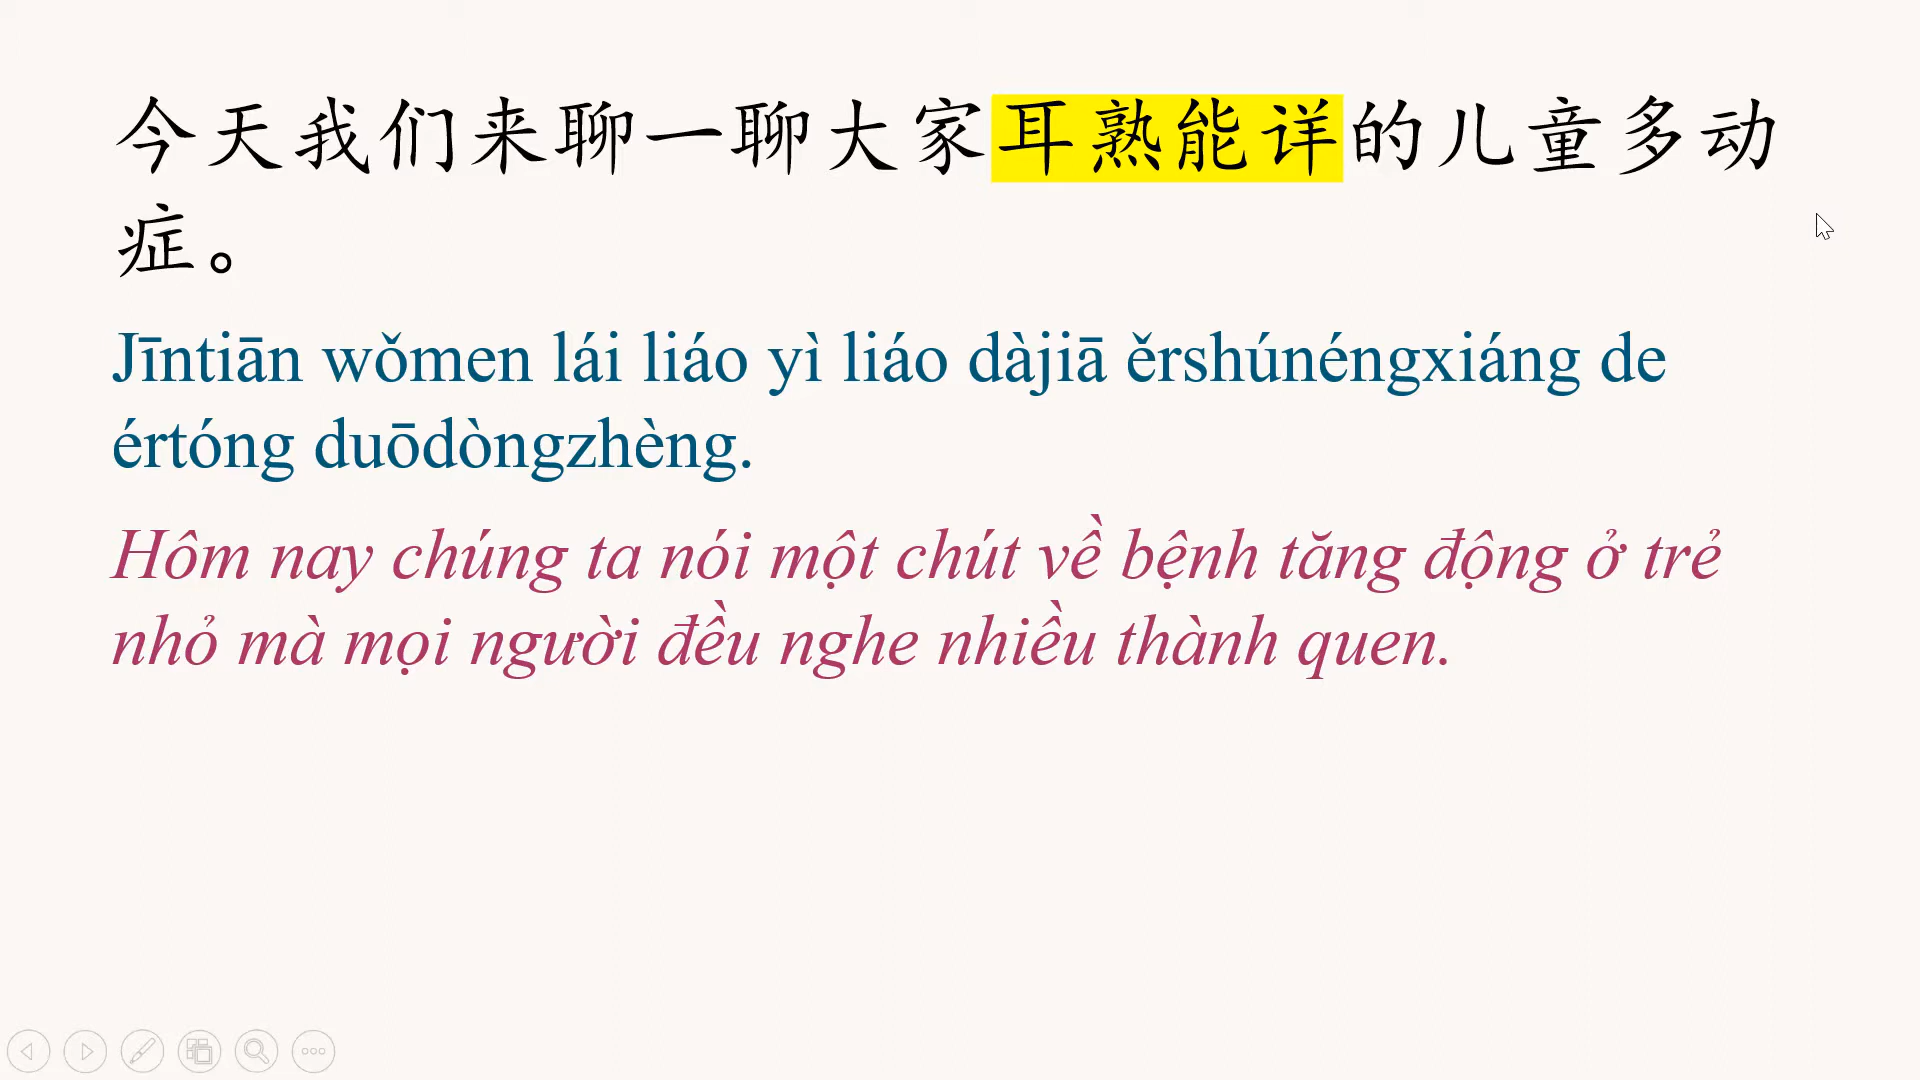 今天我们来聊一聊大家耳熟能详的儿童多动
症。
Jīntiān wǒmen lái liáo yì liáo dàjiā ěrshúnéngxiáng de
értóng duōdòngzhèng.
Hôm nay chúng ta nói một chút về bệnh tăng động ở trẻ
nhỏ mà mọi người đều nghe nhiều thành quen.